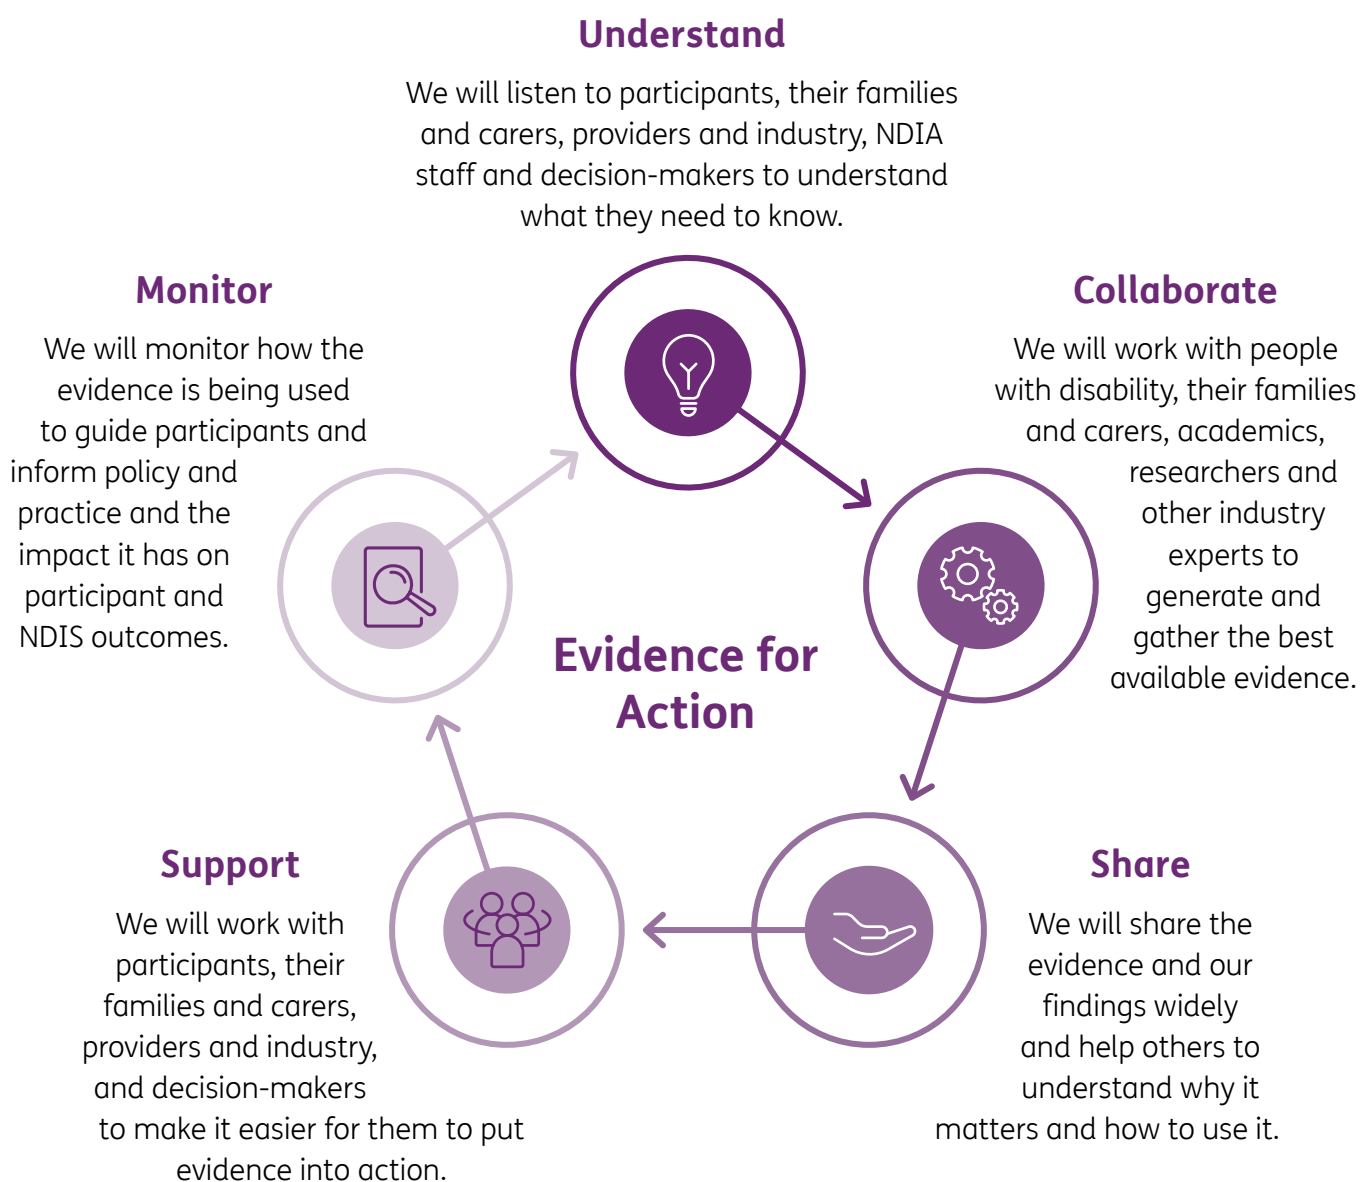 Understand
We will listen to participants, their families
and carers, providers and industry, NDIA
staff and decision-makers to understand
what they need to know.
Collaborate
We will work with people
with disability, their families
and carers, academics,
researchers and
other industry
experts to
generate and
gather the best
available evidence.
Share
We will share the
evidence and our
findings widely
and help others to
understand why it
matters and how to use it.
Support
We will work with
participants, their
families and carers,
providers and industry,
and decision-makers
to make it easier for them to put
evidence into action.
Monitor
We will monitor how the
evidence is being used
to guide participants and
inform policy and
practice and the
impact it has on
participant and
NDIS outcomes.
Evidence for
Action